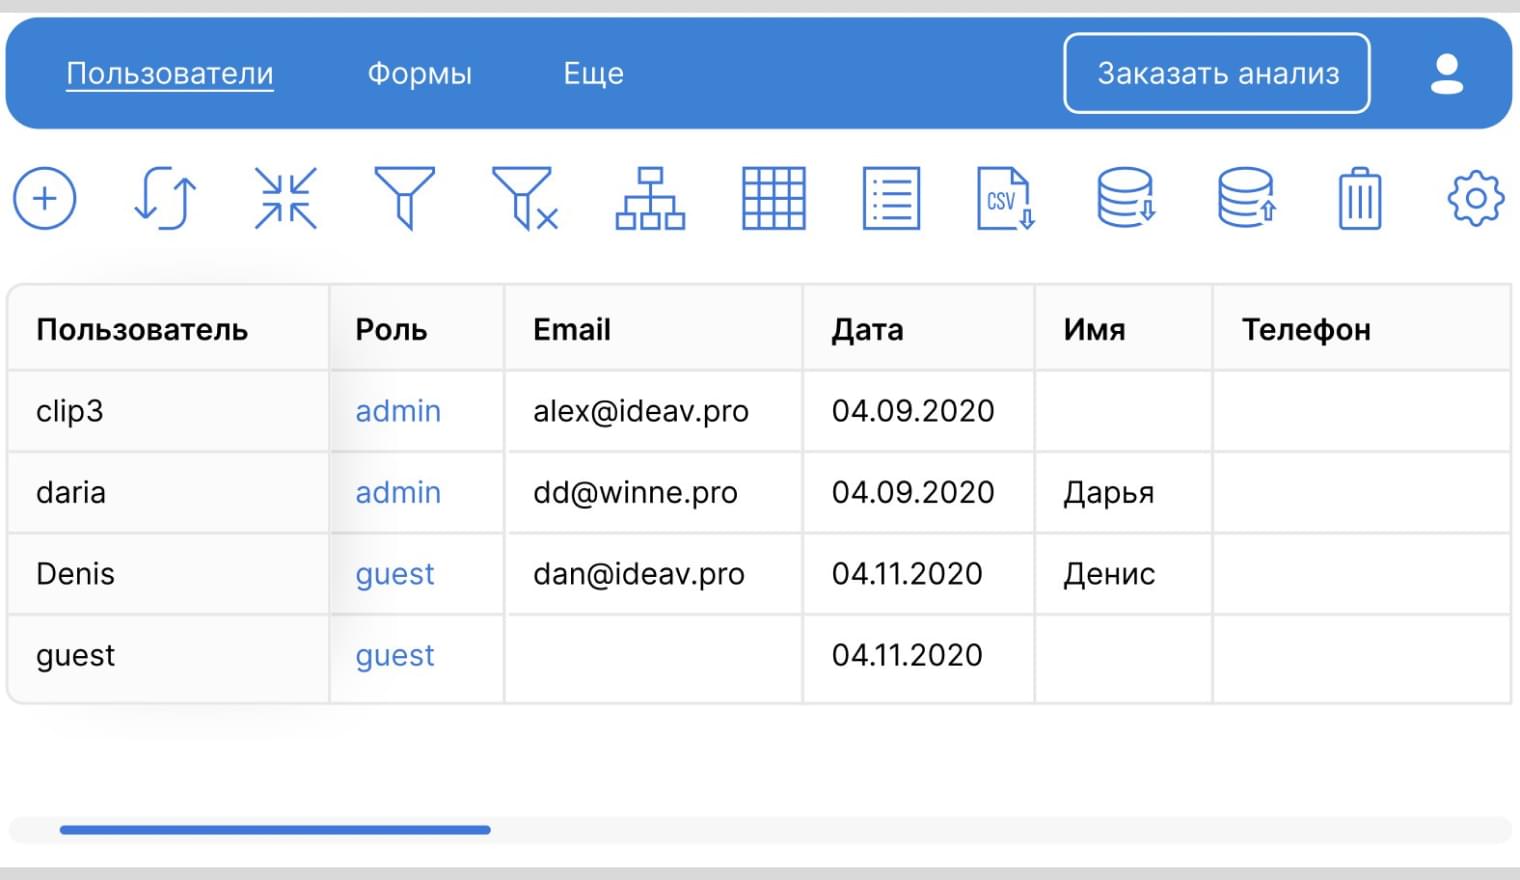 Пользователи Формы Еще Заказать анализ
CSV
Пользователь Роль Email Дата Имя Телефон
clip3 admin alex@ideav.pro 04.09.2020
daria admin dd@winne.pro 04.09.2020 Дарья
Denis guest dan@ideav.pro 04.11.2020 Денис
guest guest 04.11.2020